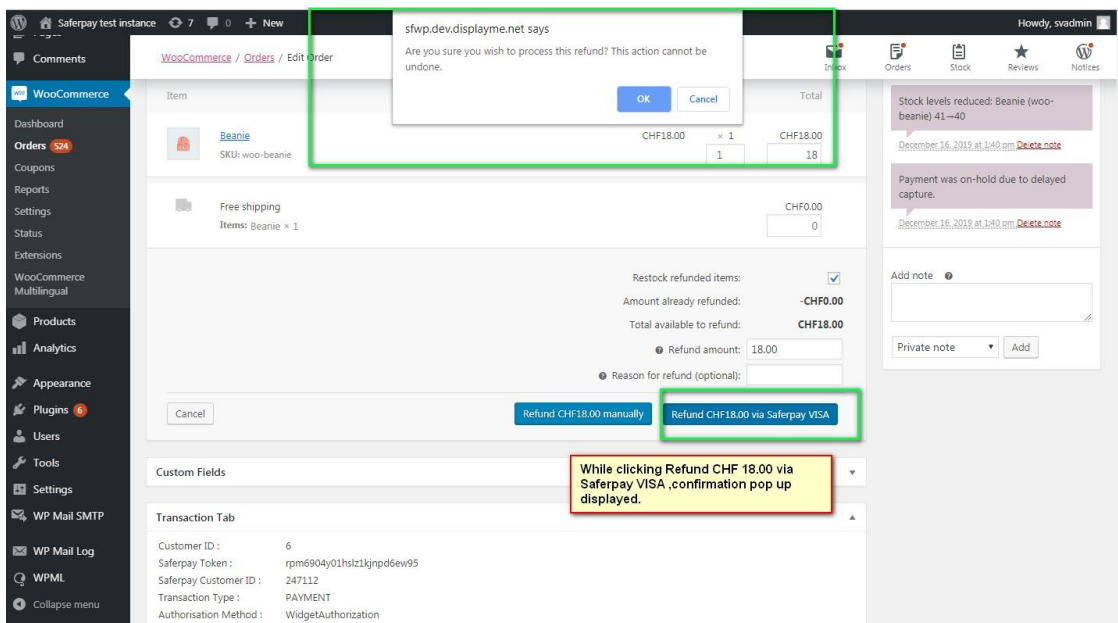 Saferpay test instance 7 0 New
Howdy, svadmin
Comments
WooCommerce
Dashboard
Orders 524
Coupons
Reports
Settings
Status
Extensions
WooCommerce
Multilingual
Products
Analytics
Appearance
Plugins 6
Users
Tools
Settings
WP Mail SMTP
WP Mail Log
WPML
Collapse menu
WooCommerce / Orders / Edit Order
Inbox
Orders
Stock
Reviews
Notices
sfwp.dev.displayme.net says
Are you sure you wish to process this refund? This action cannot be
undone.
OK Cancel
Item Total
Beanie CHF18.00 × 1 CHF18.00
SKU: woo-beanie 1 18
Free shipping CHF0.00
Items: Beanie × 1 0
Restock refunded items:
Amount already refunded: -CHF0.00
Total available to refund: CHF18.00
Refund amount: 18.00
Reason for refund (optional):
Cancel Refund CHF18.00 manually Refund CHF18.00 via Saferpay VISA
While clicking Refund CHF 18.00 via
Saferpay VISA ,confirmation pop up
displayed.
Custom Fields
Transaction Tab
Customer ID : 6
Saferpay Token : rpm6904y01hslz1kjnpd6ew95
Saferpay Customer ID : 247112
Transaction Type : PAYMENT
Authorisation Method : WidgetAuthorization
Stock levels reduced: Beanie (woo-
beanie) 41→40
December 16, 2019 at 1:40 pm Delete note
Payment was on-hold due to delayed
capture.
December 16, 2019 at 1:40 pm Delete note
Add note
Private note Add